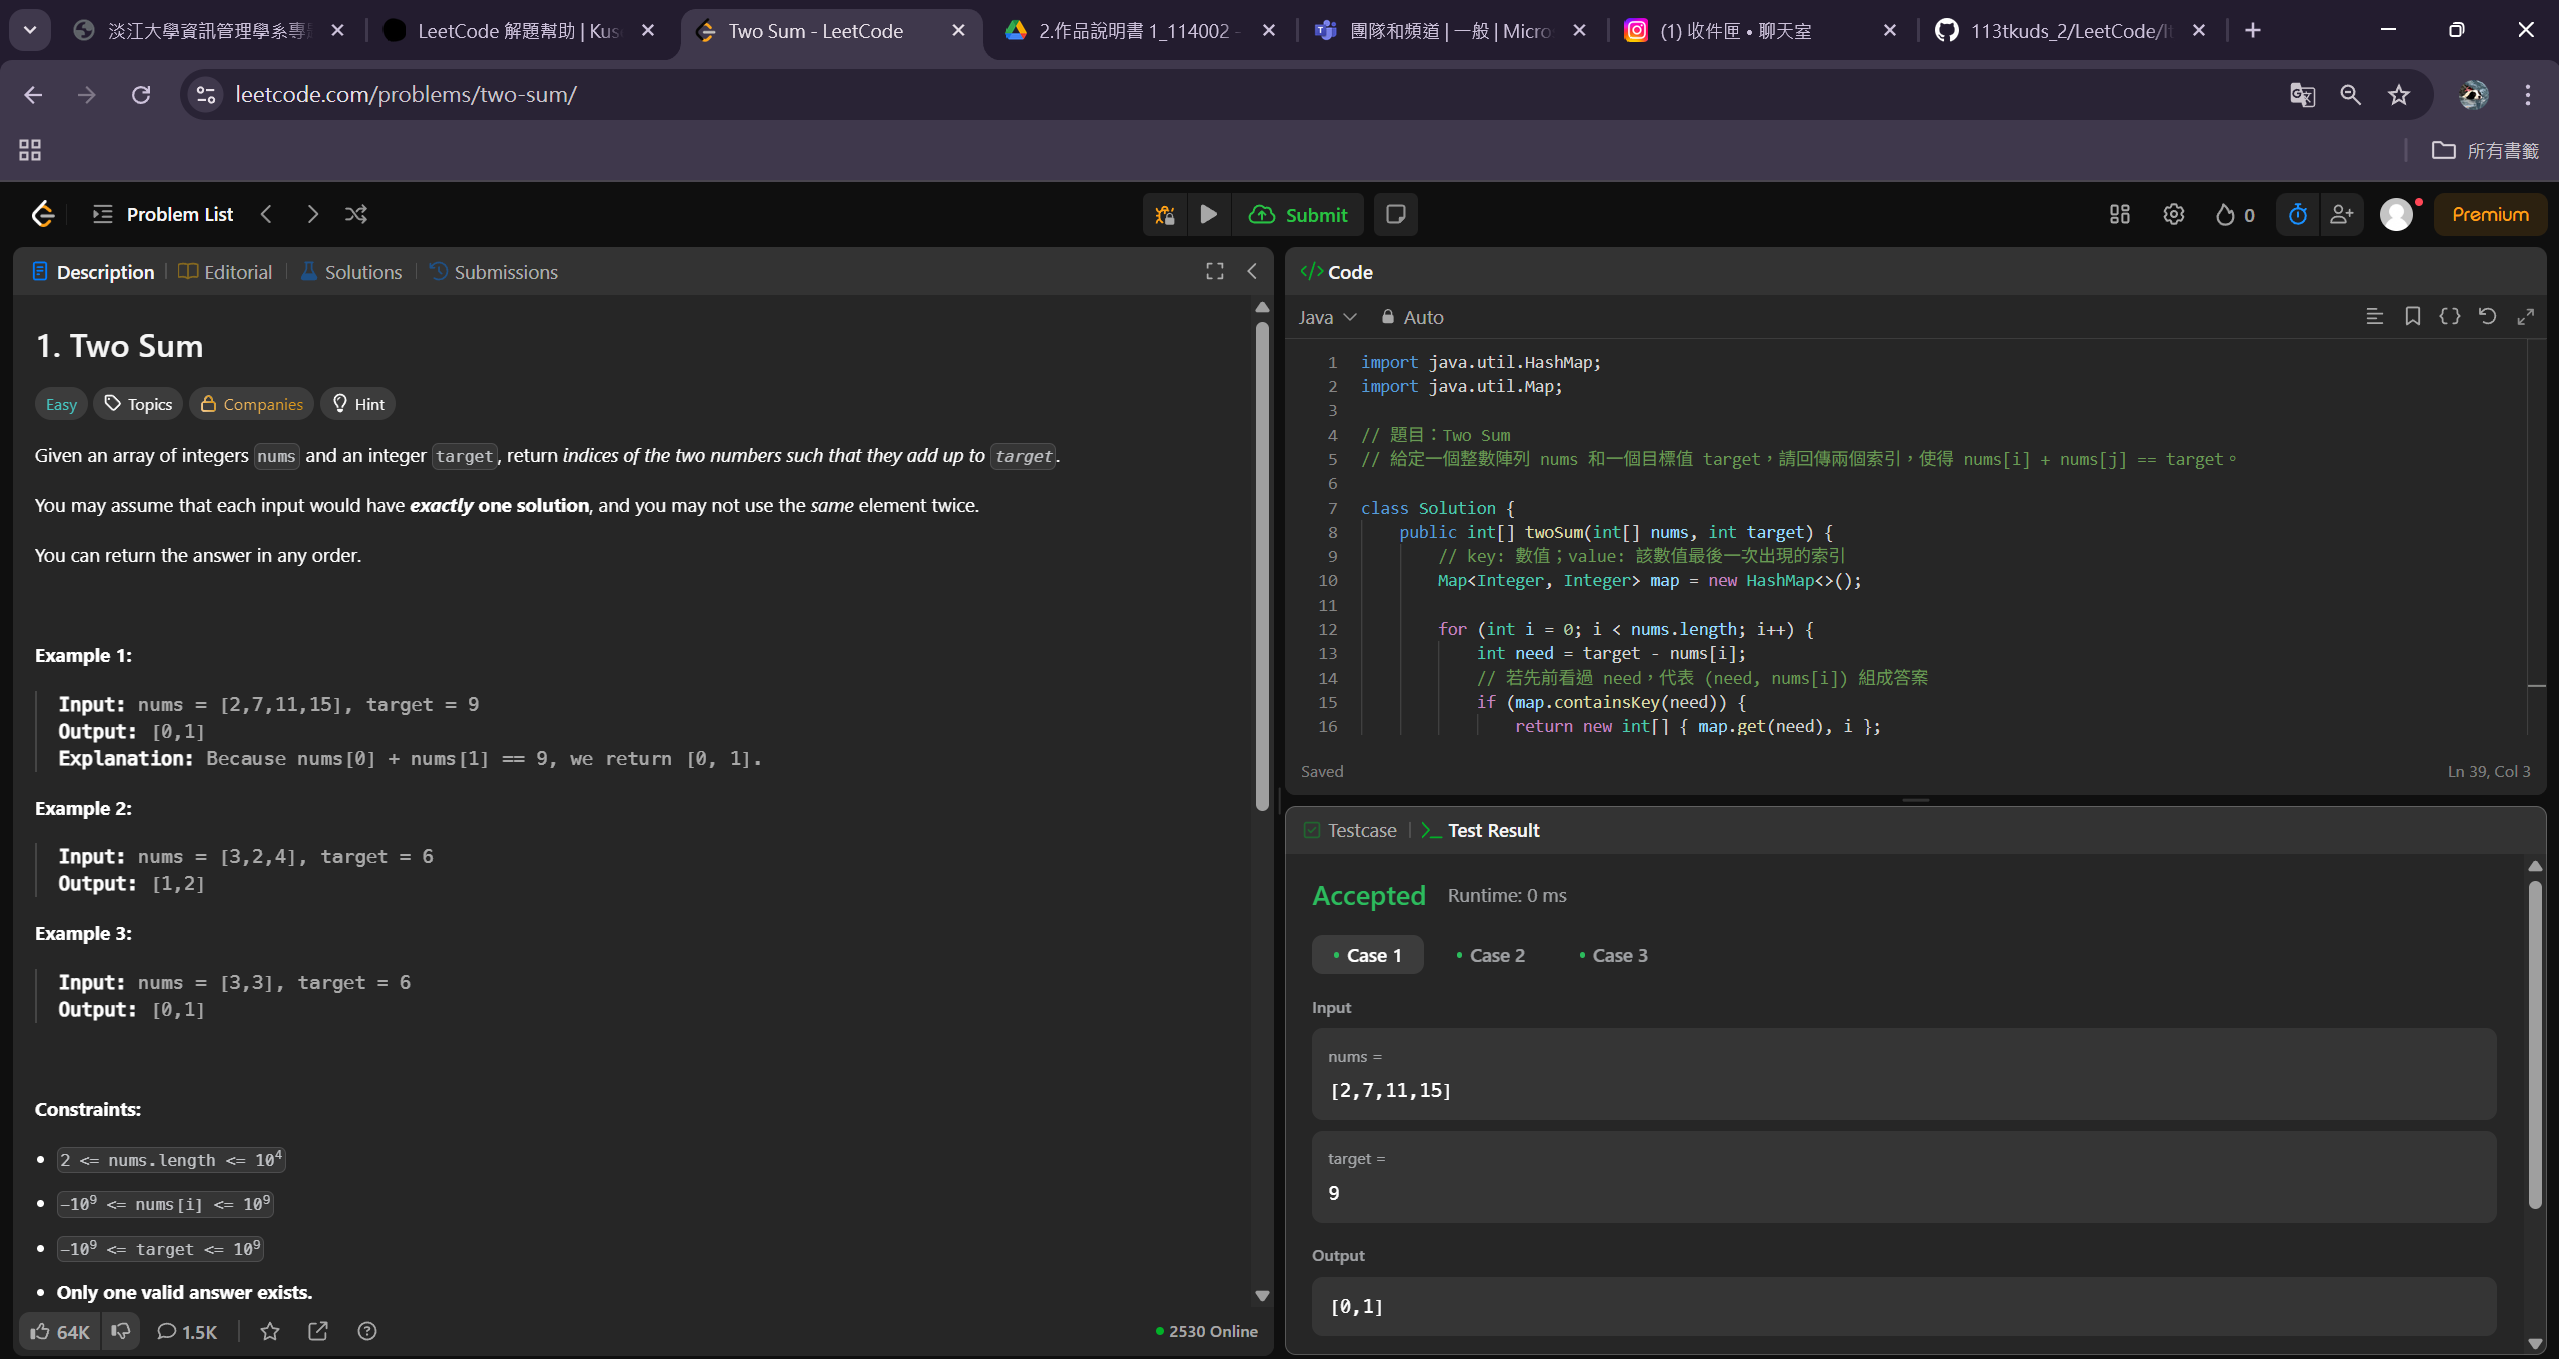 淡江大學資訊管理學系專
LeetCode 解題幫助 | Kus
Two Sum - LeetCode
2.作品說明書 1_114002 -
團隊和頻道 | 一般 | Micro
(1) 收件匣 • 聊天室
113tkuds_2/LeetCode/lt
leetcode.com/problems/two-sum/
所有書籤
Problem List
Submit
0
Premium
Description
Editorial
Solutions
Submissions
1. Two Sum
Easy
Topics
Companies
Hint
Given an array of integers nums and an integer target, return indices of the two numbers such that they add up to target.
You may assume that each input would have exactly one solution, and you may not use the same element twice.
You can return the answer in any order.
Example 1:
Input: nums = [2,7,11,15], target = 9
Output: [0,1]
Explanation: Because nums[0] + nums[1] == 9, we return [0, 1].
Example 2:
Input: nums = [3,2,4], target = 6
Output: [1,2]
Example 3:
Input: nums = [3,3], target = 6
Output: [0,1]
Constraints:
• 2 <= nums.length <= 10⁴
• -10⁹ <= nums[i] <= 10⁹
• -10⁹ <= target <= 10⁹
• Only one valid answer exists.
64K
1.5K
2530 Online
</> Code
Java
Auto
1 import java.util.HashMap;
2 import java.util.Map;
3
4 // 題目：Two Sum
5 // 給定一個整數陣列 nums 和一個目標值 target，請回傳兩個索引，使得 nums[i] + nums[j] == target。
6
7 class Solution {
8 public int[] twoSum(int[] nums, int target) {
9 // key: 數值；value: 該數值最後一次出現的索引
10 Map<Integer, Integer> map = new HashMap<>();
11
12 for (int i = 0; i < nums.length; i++) {
13 int need = target - nums[i];
14 // 若先前看過 need，代表 (need, nums[i]) 組成答案
15 if (map.containsKey(need)) {
16 return new int[] { map.get(need), i };
Saved
Ln 39, Col 3
Testcase
Test Result
Accepted
Runtime: 0 ms
• Case 1
• Case 2
• Case 3
Input
nums =
[2,7,11,15]
target =
9
Output
[0,1]